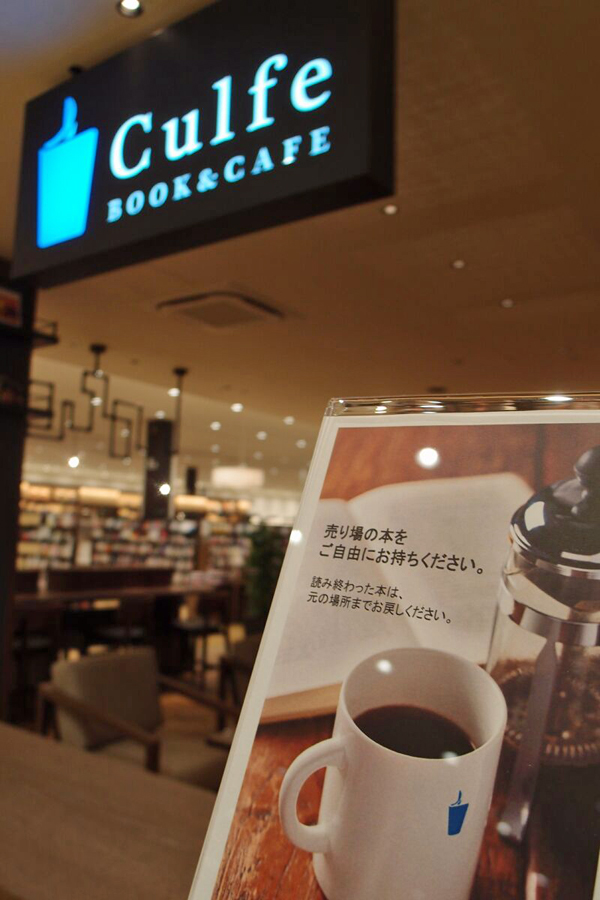 Culfe
BOOK&CAFE
売り場の本を
ご自由にお持ちください。
読み終わった本は、
元の場所までお戻しください。